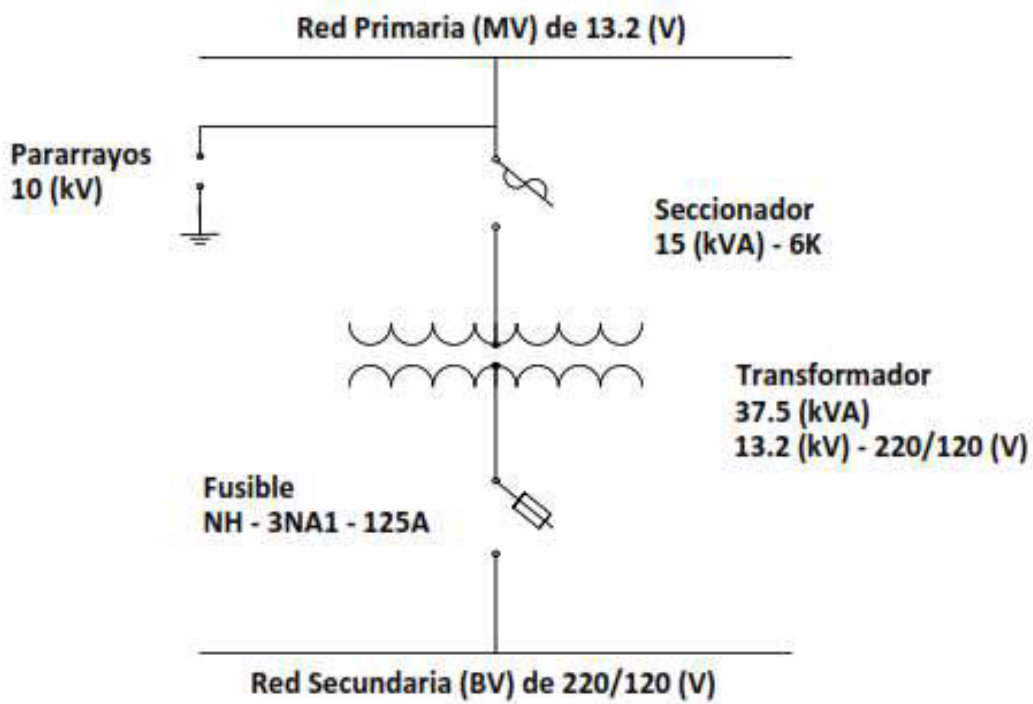 Red Primaria (MV) de 13.2 (V)
Pararrayos
10 (kV)
Seccionador
15 (kVA) - 6K
Transformador
37.5 (kVA)
13.2 (kV) - 220/120 (V)
Fusible
NH - 3NA1 - 125A
Red Secundaria (BV) de 220/120 (V)